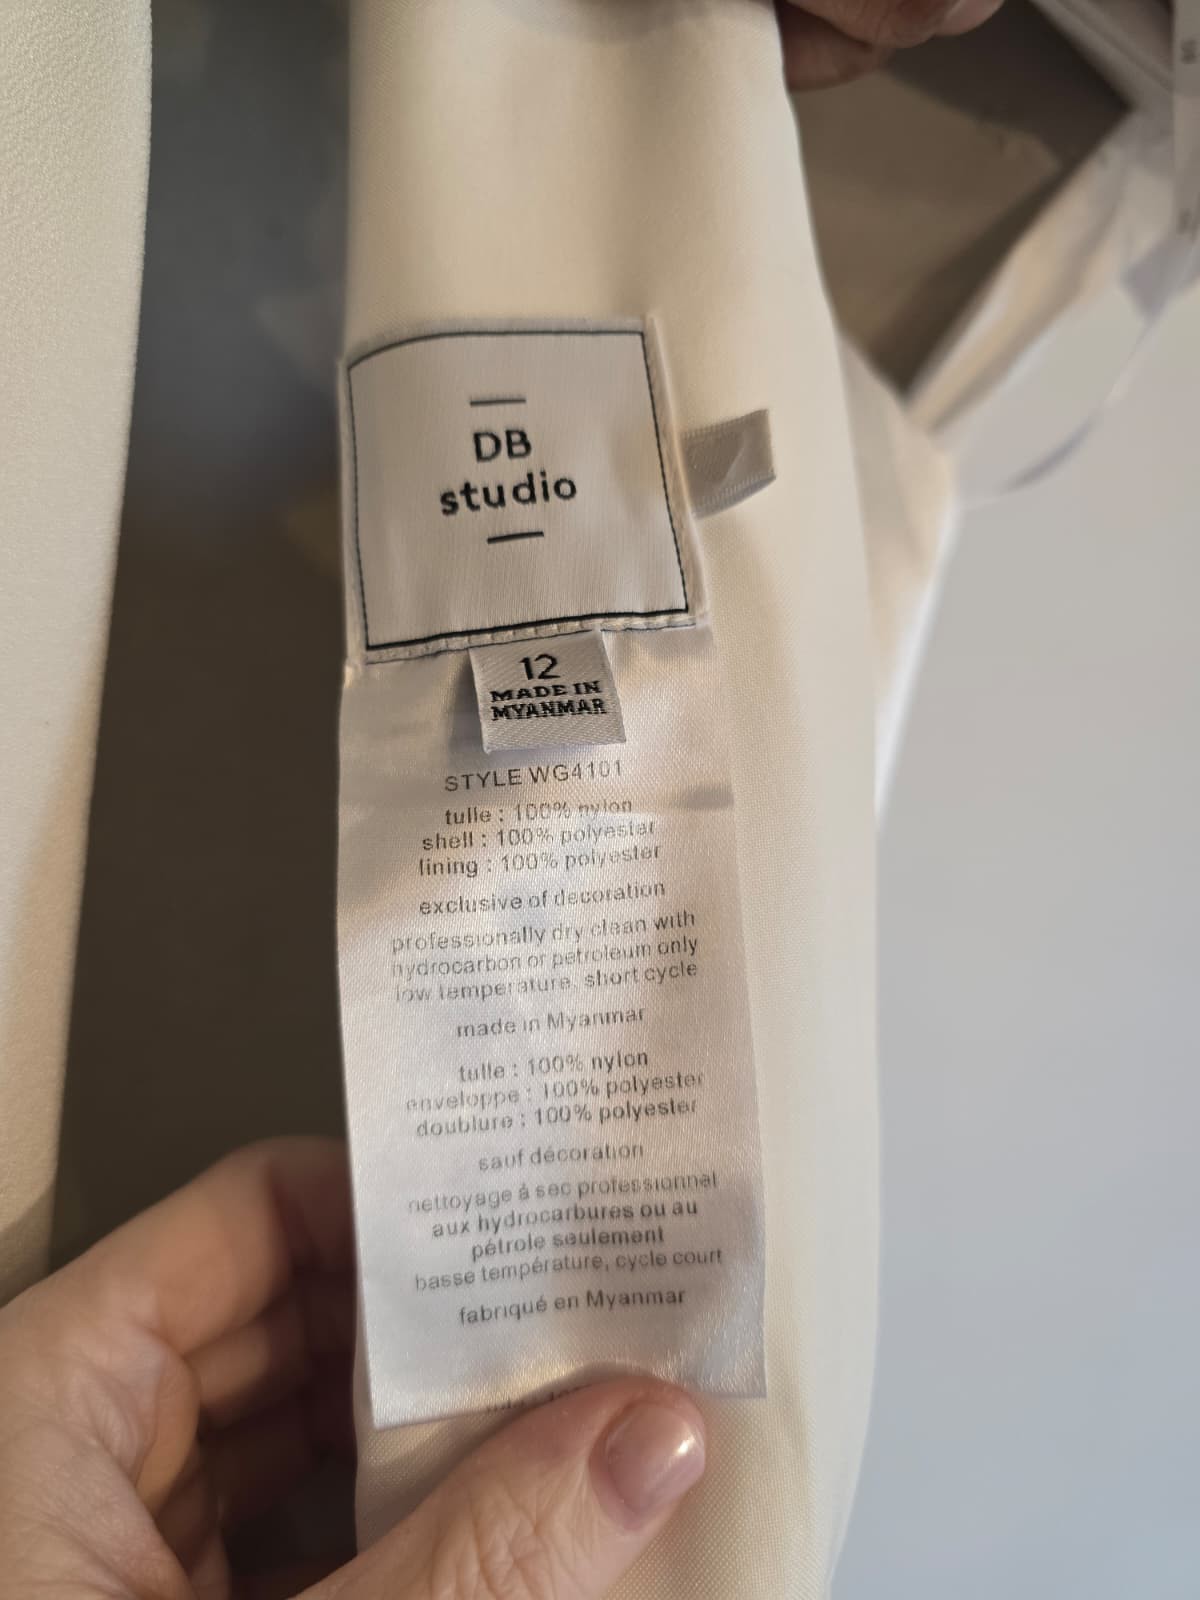 DB
studio
12
MADE IN
MYANMAR
STYLE WG4101
tulle : 100% nylon
shell : 100% polyester
lining : 100% polyester
exclusive of decoration
professionally dry clean with
hydrocarbon or petroleum only
low temperature, short cycle
made in Myanmar
tulle : 100% nylon
enveloppe : 100% polyester
doublure : 100% polyester
sauf décoration
nettoyage à sec professionnel
aux hydrocarbures ou au
pétrole seulement
basse température, cycle court
fabriqué en Myanmar